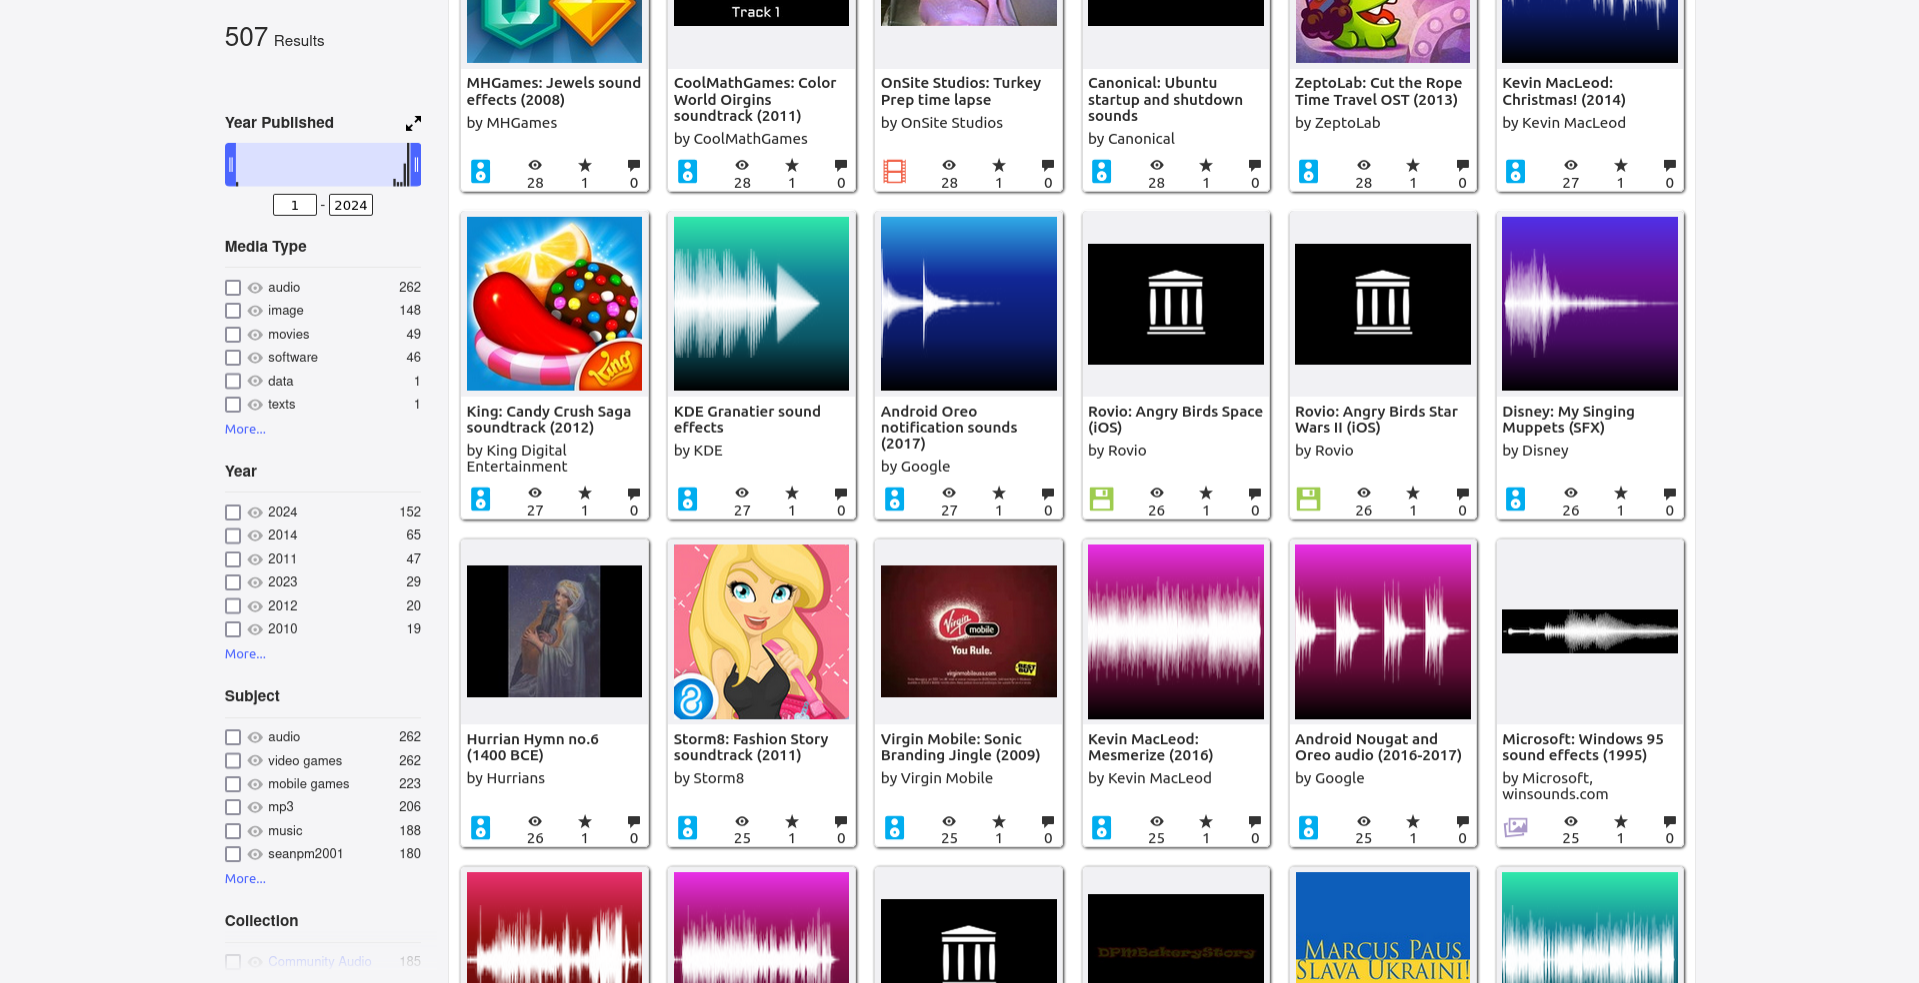 507 Results
Year Published
1 - 2024
Media Type
audio 262
image 148
movies 49
software 46
data 1
texts 1
More...
Year
2024 152
2014 65
2011 47
2023 29
2012 20
2010 19
More...
Subject
audio 262
video games 262
mobile games 223
mp3 206
music 188
seanpm2001 180
More...
Collection
Community Audio 185
MHGames: Jewels sound
effects (2008)
by MHGames
28 1 0
Track 1
CoolMathGames: Color
World Oirgins
soundtrack (2011)
by CoolMathGames
28 1 0
OnSite Studios: Turkey
Prep time lapse
by OnSite Studios
28 1 0
Canonical: Ubuntu
startup and shutdown
sounds
by Canonical
28 1 0
ZeptoLab: Cut the Rope
Time Travel OST (2013)
by ZeptoLab
28 1 0
Kevin MacLeod:
Christmas! (2014)
by Kevin MacLeod
27 1 0
King
King: Candy Crush Saga
soundtrack (2012)
by King Digital
Entertainment
27 1 0
KDE Granatier sound
effects
by KDE
27 1 0
Android Oreo
notification sounds
(2017)
by Google
27 1 0
Rovio: Angry Birds Space
(iOS)
by Rovio
26 1 0
Rovio: Angry Birds Star
Wars II (iOS)
by Rovio
26 1 0
Disney: My Singing
Muppets (SFX)
by Disney
26 1 0
Hurrian Hymn no.6
(1400 BCE)
by Hurrians
26 1 0
Storm8: Fashion Story
soundtrack (2011)
by Storm8
25 1 0
Virgin mobile
You Rule.
BEST BUY
virginmobileusa.com
Virgin Mobile: Sonic
Branding Jingle (2009)
by Virgin Mobile
25 1 0
Kevin MacLeod:
Mesmerize (2016)
by Kevin MacLeod
25 1 0
Android Nougat and
Oreo audio (2016-2017)
by Google
25 1 0
Microsoft: Windows 95
sound effects (1995)
by Microsoft,
winsounds.com
25 1 0
DPMBakeryStory
MARCUS PAUS
SLAVA UKRAINI!